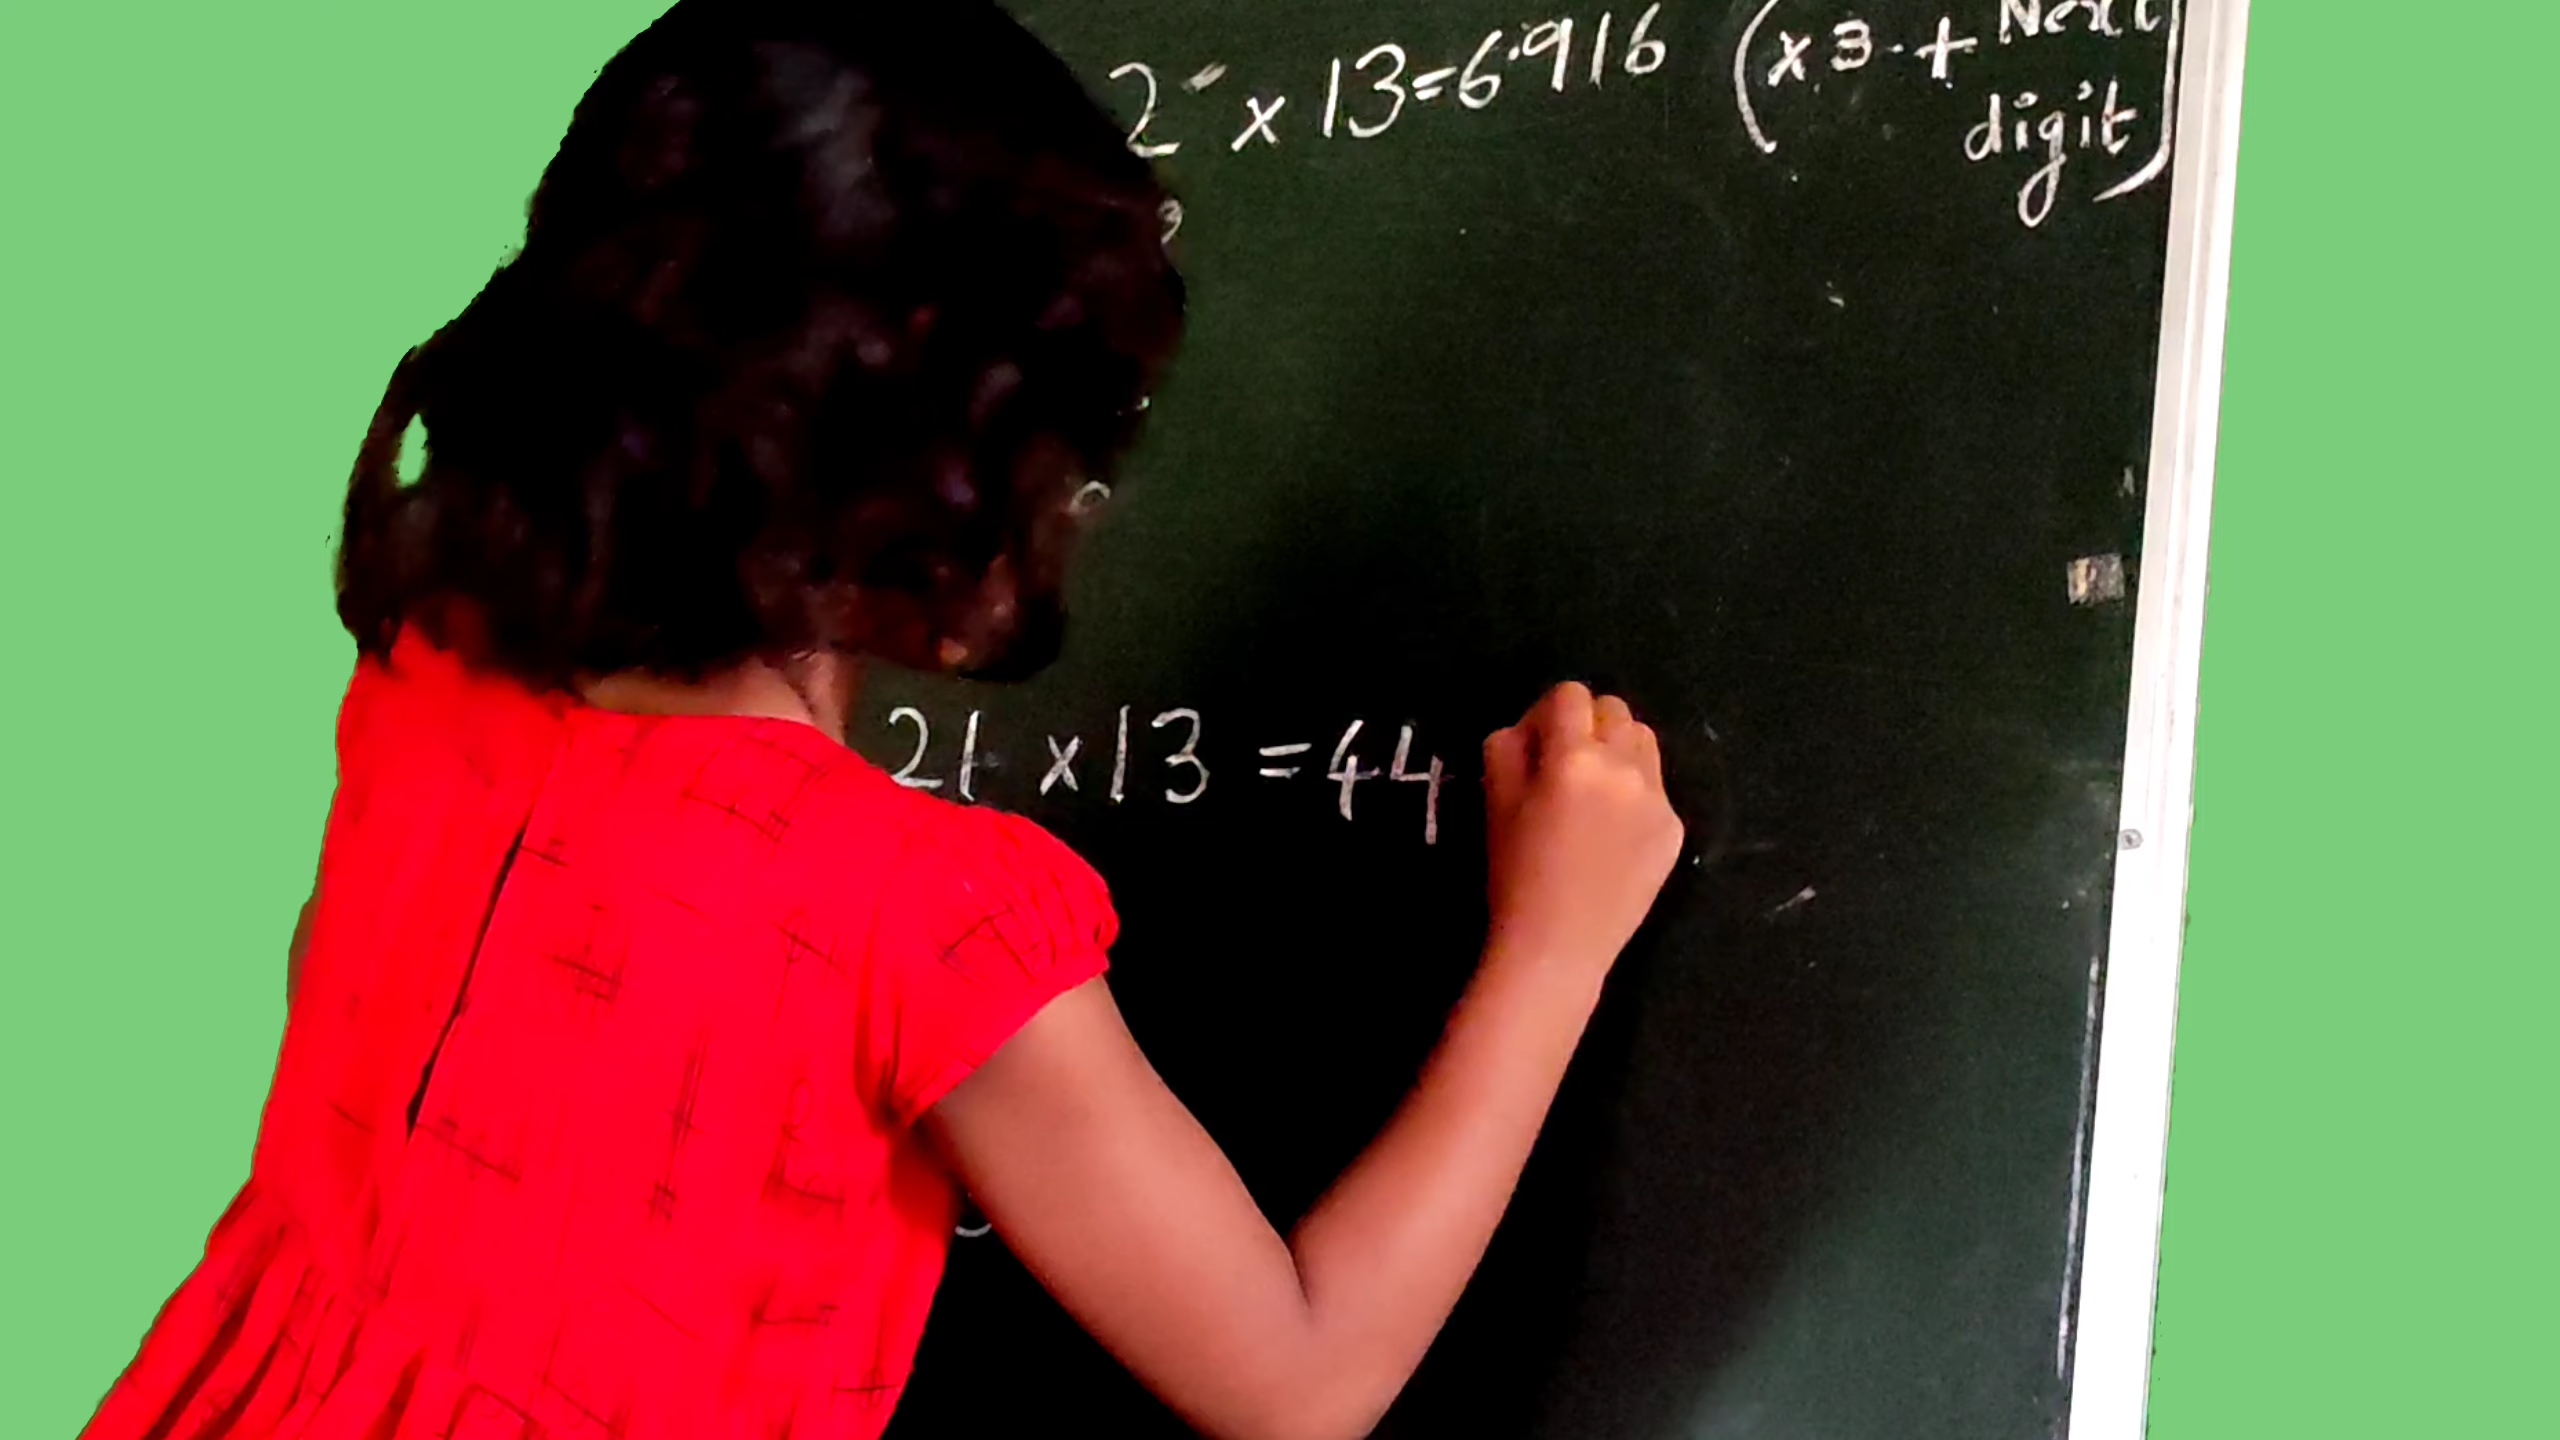 2 x 13=6916 (x3 + Next
digit)
21 x 13 = 44